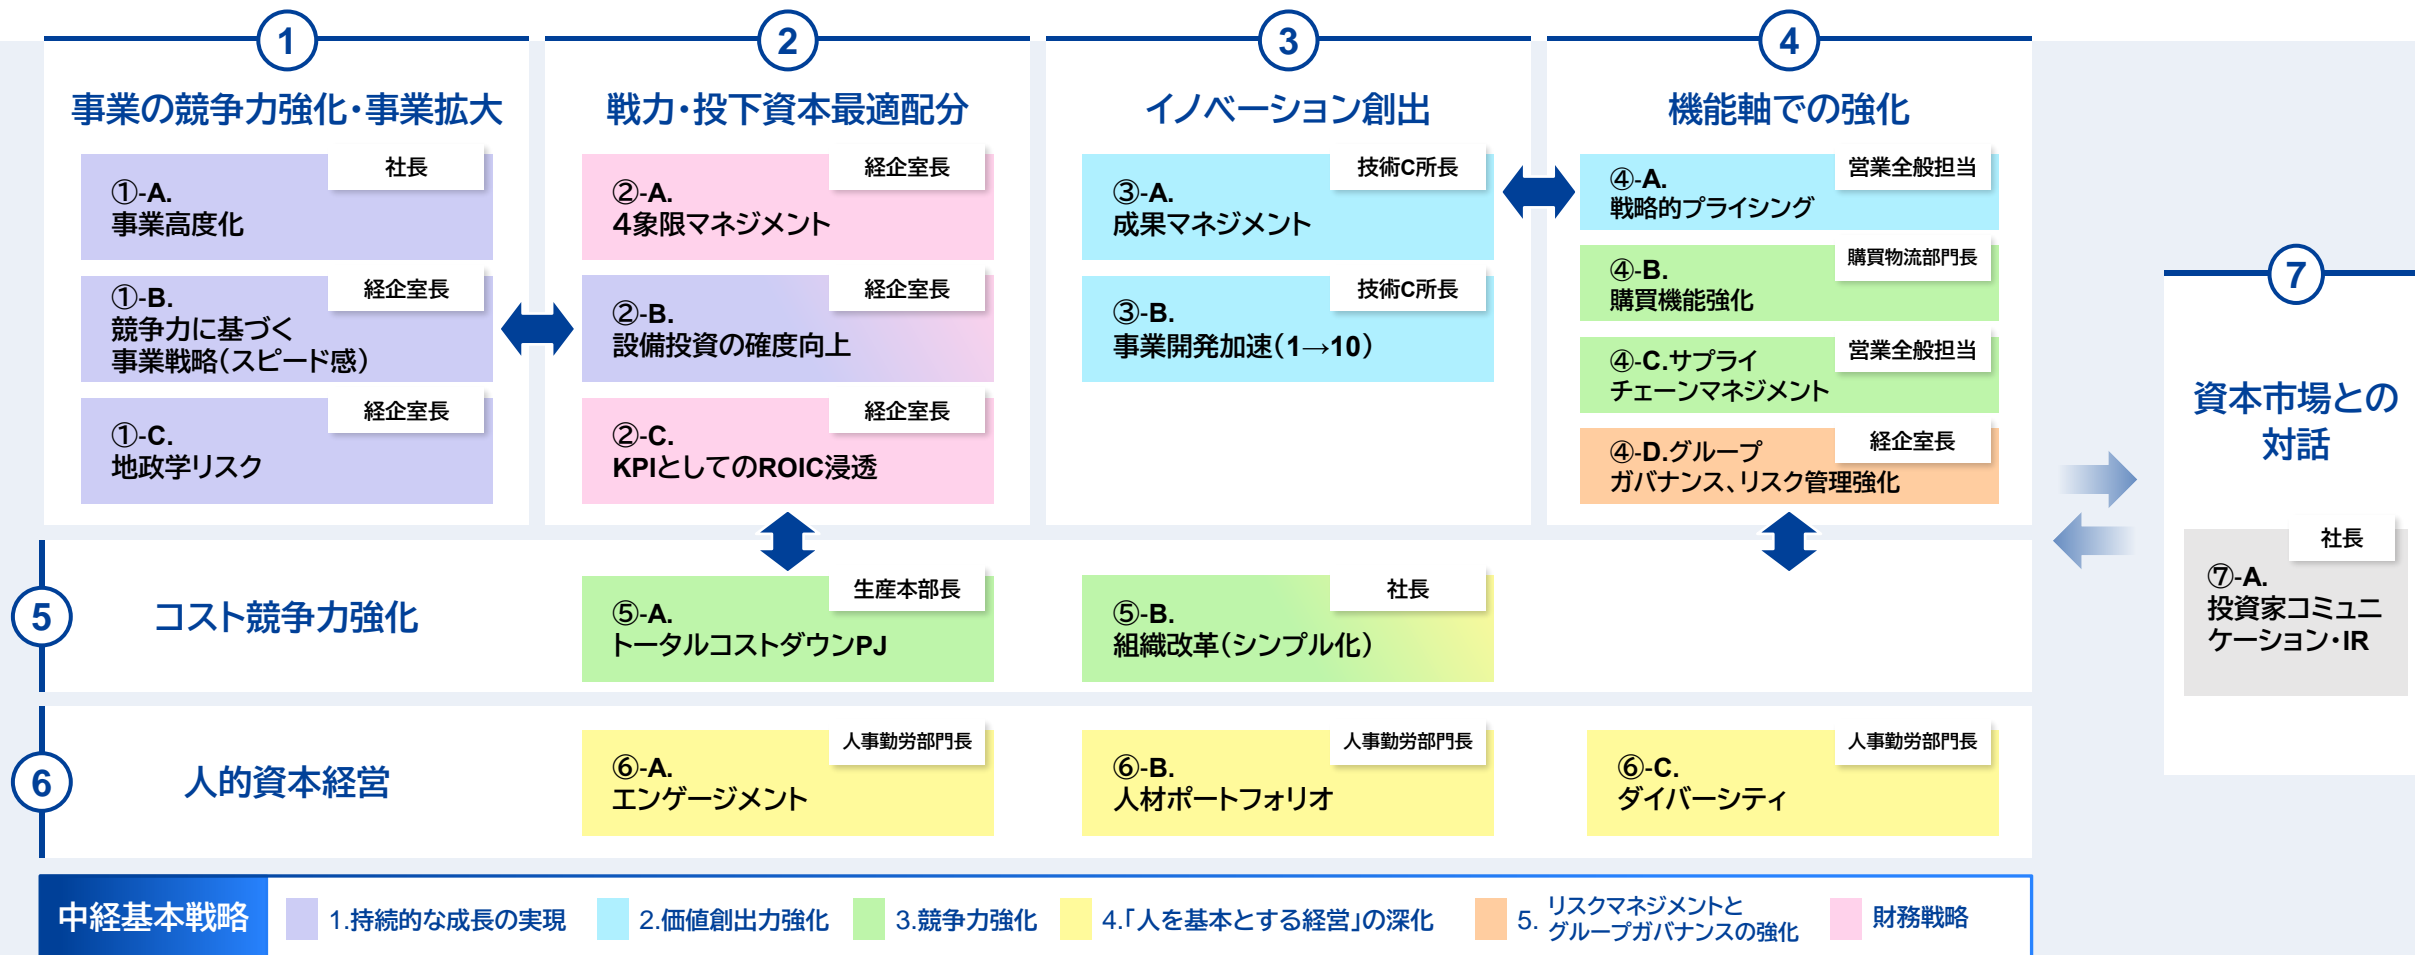 1
事業の競争力強化・事業拡大
社長
①-A.
事業高度化
経企室長
①-B.
競争力に基づく
事業戦略（スピード感）
経企室長
①-C.
地政学リスク
2
戦力・投下資本最適配分
経企室長
②-A.
4象限マネジメント
経企室長
②-B.
設備投資の確度向上
経企室長
②-C.
KPIとしてのROIC浸透
3
イノベーション創出
技術C所長
③-A.
成果マネジメント
技術C所長
③-B.
事業開発加速（1→10）
4
機能軸での強化
営業全般担当
④-A.
戦略的プライシング
購買物流部門長
④-B.
購買機能強化
営業全般担当
④-C.サプライ
チェーンマネジメント
経企室長
④-D.グループ
ガバナンス、リスク管理強化
5
コスト競争力強化
生産本部長
⑤-A.
トータルコストダウンPJ
社長
⑤-B.
組織改革（シンプル化）
6
人的資本経営
人事勤労部門長
⑥-A.
エンゲージメント
人事勤労部門長
⑥-B.
人材ポートフォリオ
人事勤労部門長
⑥-C.
ダイバーシティ
7
資本市場との
対話
社長
⑦-A.
投資家コミュニ
ケーション・IR
中経基本戦略
1.持続的な成長の実現
2.価値創出力強化
3.競争力強化
4.「人を基本とする経営」の深化
5. リスクマネジメントと
グループガバナンスの強化
財務戦略